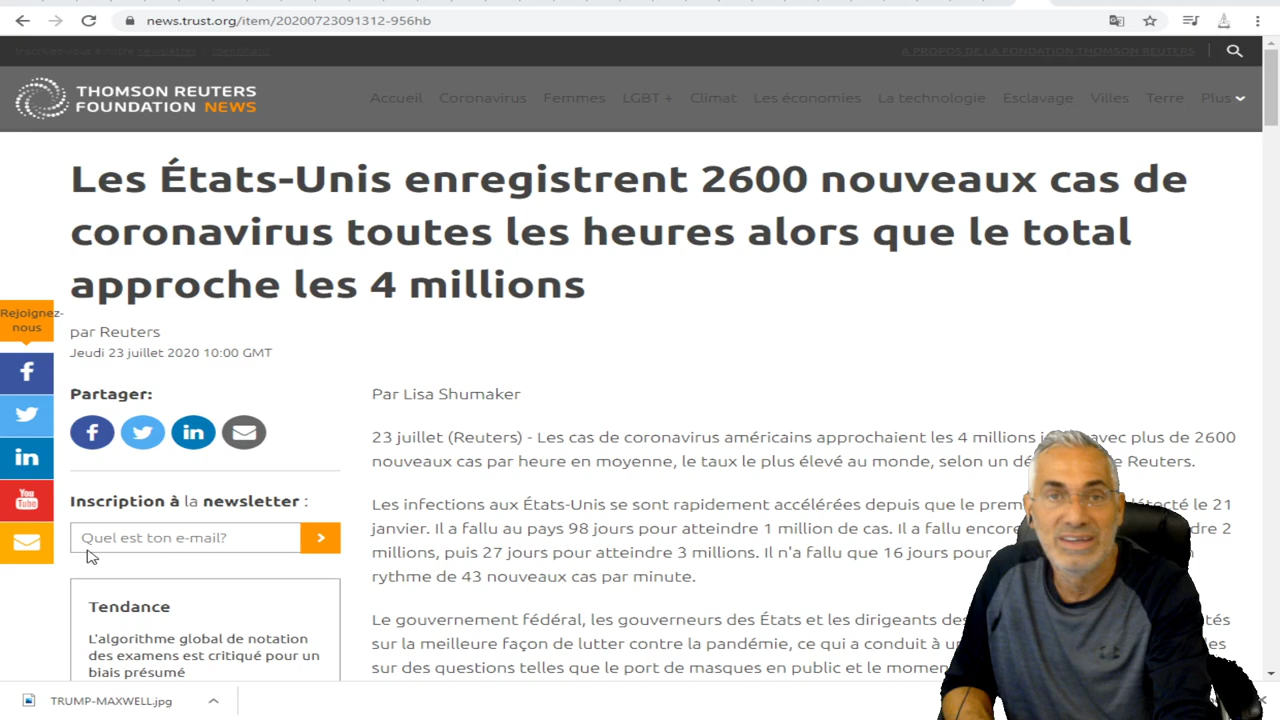 news.trust.org/item/20200723091312-956hb
Inscrivez-vous à notre newsletter | Identifiant
A PROPOS DE LA FONDATION THOMSON REUTERS
THOMSON REUTERS
FOUNDATION NEWS
Accueil Coronavirus Femmes LGBT + Climat Les économies La technologie Esclavage Villes Terre Plus
Les États-Unis enregistrent 2600 nouveaux cas de
coronavirus toutes les heures alors que le total
approche les 4 millions
Rejoignez-
nous
par Reuters
Jeudi 23 juillet 2020 10:00 GMT
Partager:
f
in
f
in
You
Tube
Inscription à la newsletter :
Quel est ton e-mail?
Tendance
L'algorithme global de notation
des examens est critiqué pour un
biais présumé
Par Lisa Shumaker
23 juillet (Reuters) - Les cas de coronavirus américains approchaient les 4 millions avec plus de 2600
nouveaux cas par heure en moyenne, le taux le plus élevé au monde, selon un Reuters.
Les infections aux États-Unis se sont rapidement accélérées depuis que le le 21
janvier. Il a fallu au pays 98 jours pour atteindre 1 million de cas. Il a fallu 2
millions, puis 27 jours pour atteindre 3 millions. Il n'a fallu que 16 jours pour
rythme de 43 nouveaux cas par minute.
Le gouvernement fédéral, les gouverneurs des États et les dirigeants
sur la meilleure façon de lutter contre la pandémie, ce qui a conduit à
sur des questions telles que le port de masques en public et le
TRUMP-MAXWELL.jpg